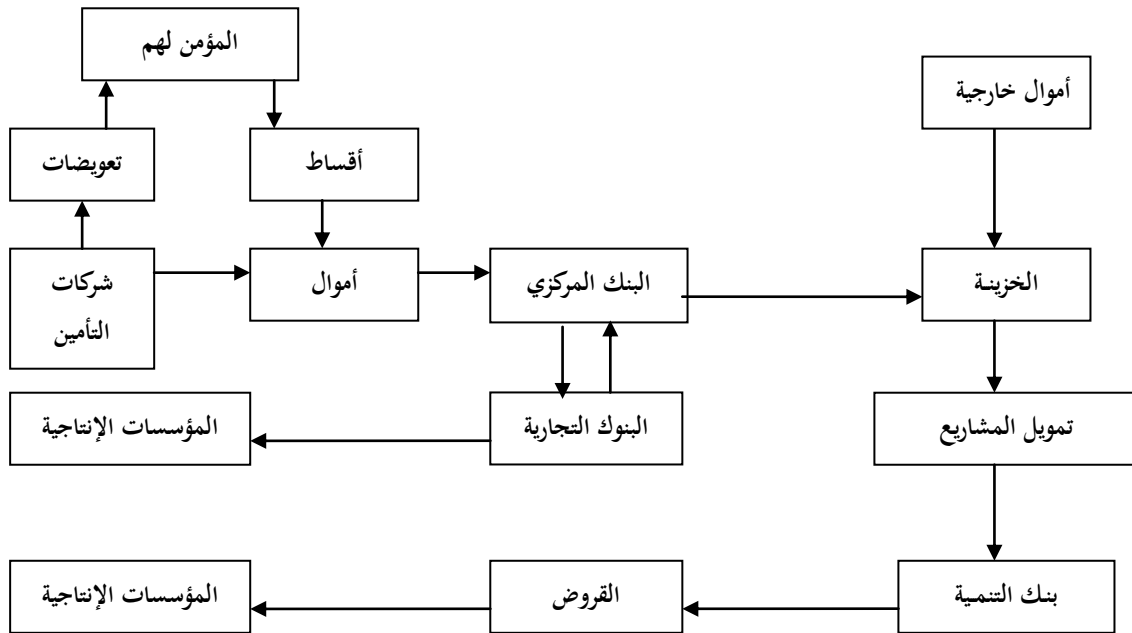 المؤمن لهم
أموال خارجية
أقساط
تعويضات
الخزينة
البنك المركزي
أموال
شركات
التأمين
تمويل المشاريع
البنوك التجارية
المؤسسات الإنتاجية
بنك التنمية
القروض
المؤسسات الإنتاجية